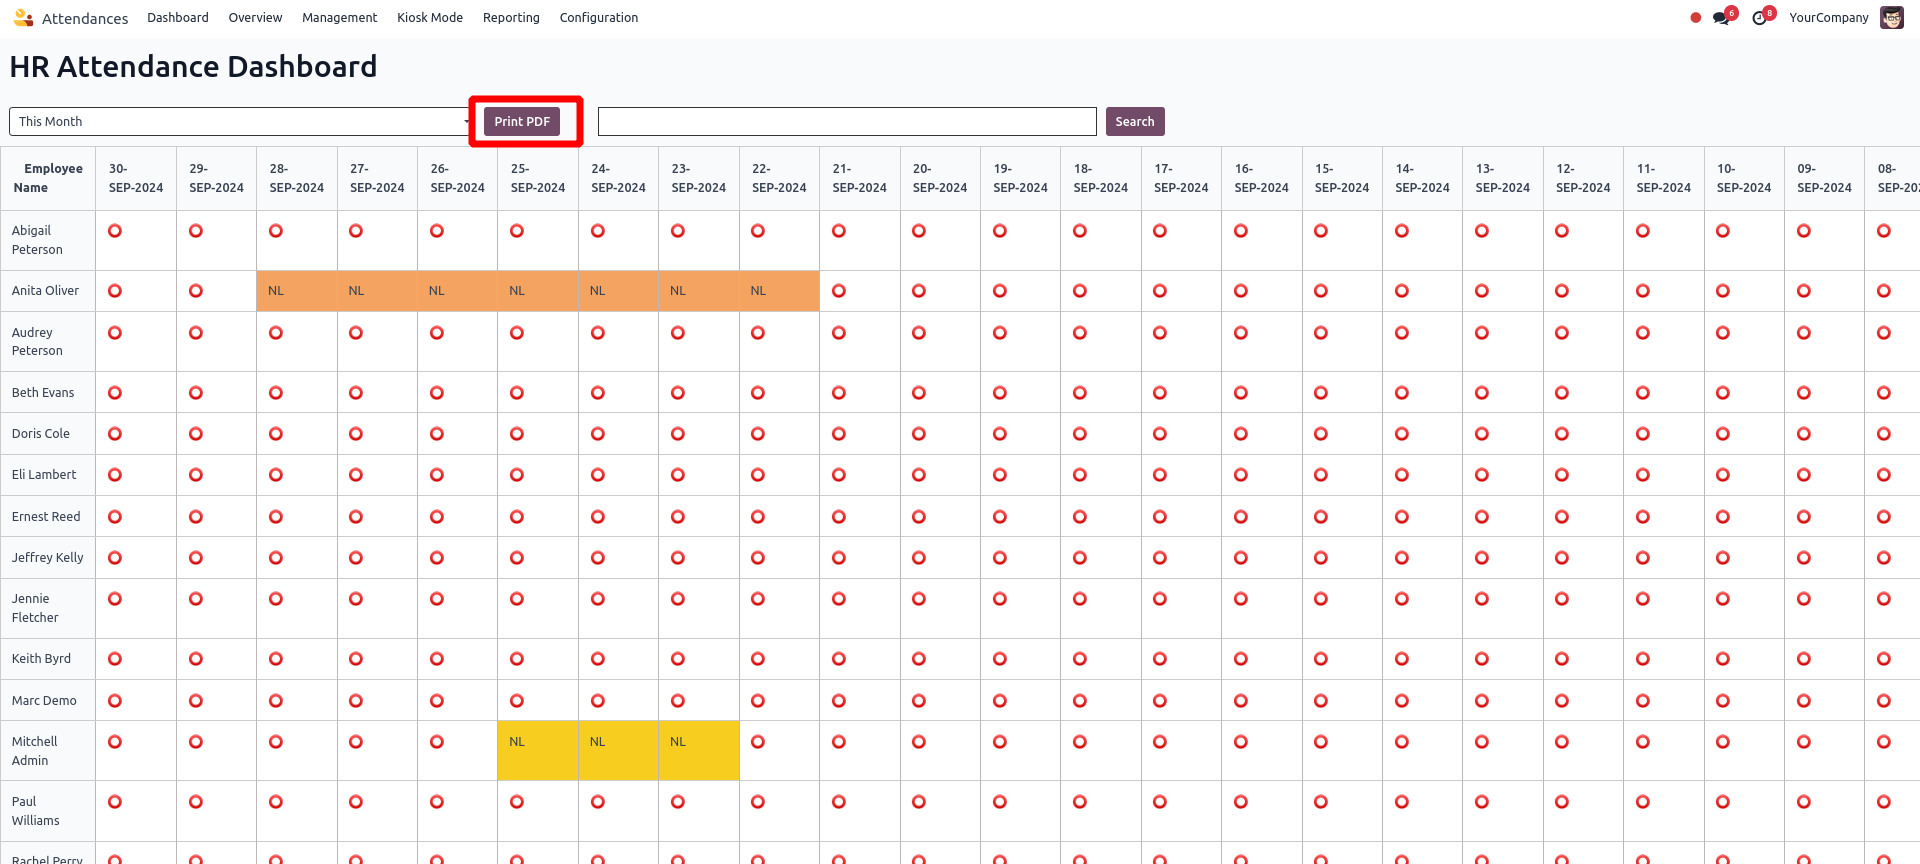 Attendances Dashboard Overview Management Kiosk Mode Reporting Configuration 6 8 YourCompany
HR Attendance Dashboard
This Month Print PDF Search
Employee Name 30-SEP-2024 29-SEP-2024 28-SEP-2024 27-SEP-2024 26-SEP-2024 25-SEP-2024 24-SEP-2024 23-SEP-2024 22-SEP-2024 21-SEP-2024 20-SEP-2024 19-SEP-2024 18-SEP-2024 17-SEP-2024 16-SEP-2024 15-SEP-2024 14-SEP-2024 13-SEP-2024 12-SEP-2024 11-SEP-2024 10-SEP-2024 09-SEP-2024 08-
Abigail
Peterson
Anita Oliver NL NL NL NL NL NL NL
Audrey
Peterson
Beth Evans
Doris Cole
Eli Lambert
Ernest Reed
Jeffrey Kelly
Jennie
Fletcher
Keith Byrd
Marc Demo
Mitchell NL NL NL
Admin
Paul
Williams
Rachel Perry